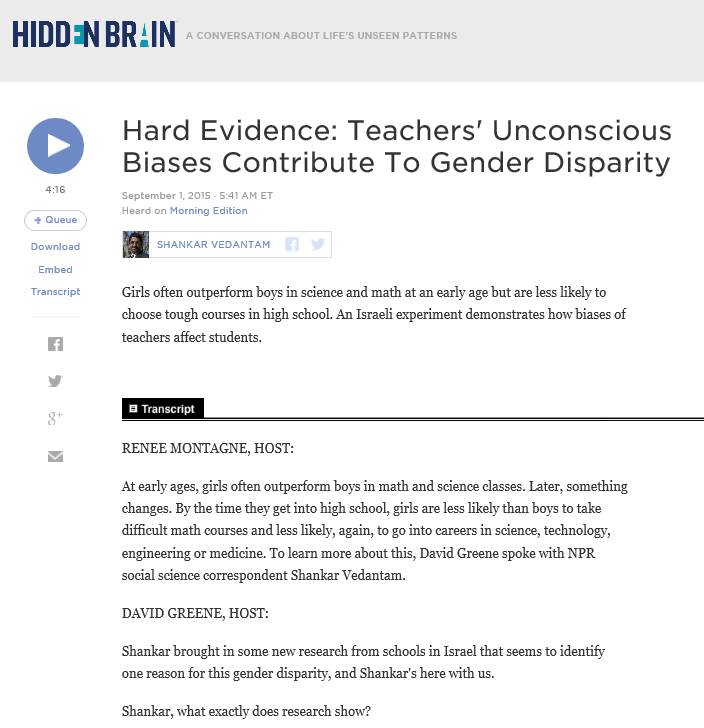 HIDDEN BRAIN A CONVERSATION ABOUT LIFE'S UNSEEN PATTERNS
Hard Evidence: Teachers' Unconscious
Biases Contribute To Gender Disparity
4:16
+ Queue
Download
Embed
Transcript
g+
September 1, 2015 · 5:41 AM ET
Heard on Morning Edition
SHANKAR VEDANTAM
Girls often outperform boys in science and math at an early age but are less likely to
choose tough courses in high school. An Israeli experiment demonstrates how biases of
teachers affect students.
Transcript
RENEE MONTAGNE, HOST:
At early ages, girls often outperform boys in math and science classes. Later, something
changes. By the time they get into high school, girls are less likely than boys to take
difficult math courses and less likely, again, to go into careers in science, technology,
engineering or medicine. To learn more about this, David Greene spoke with NPR
social science correspondent Shankar Vedantam.
DAVID GREENE, HOST:
Shankar brought in some new research from schools in Israel that seems to identify
one reason for this gender disparity, and Shankar's here with us.
Shankar, what exactly does research show?